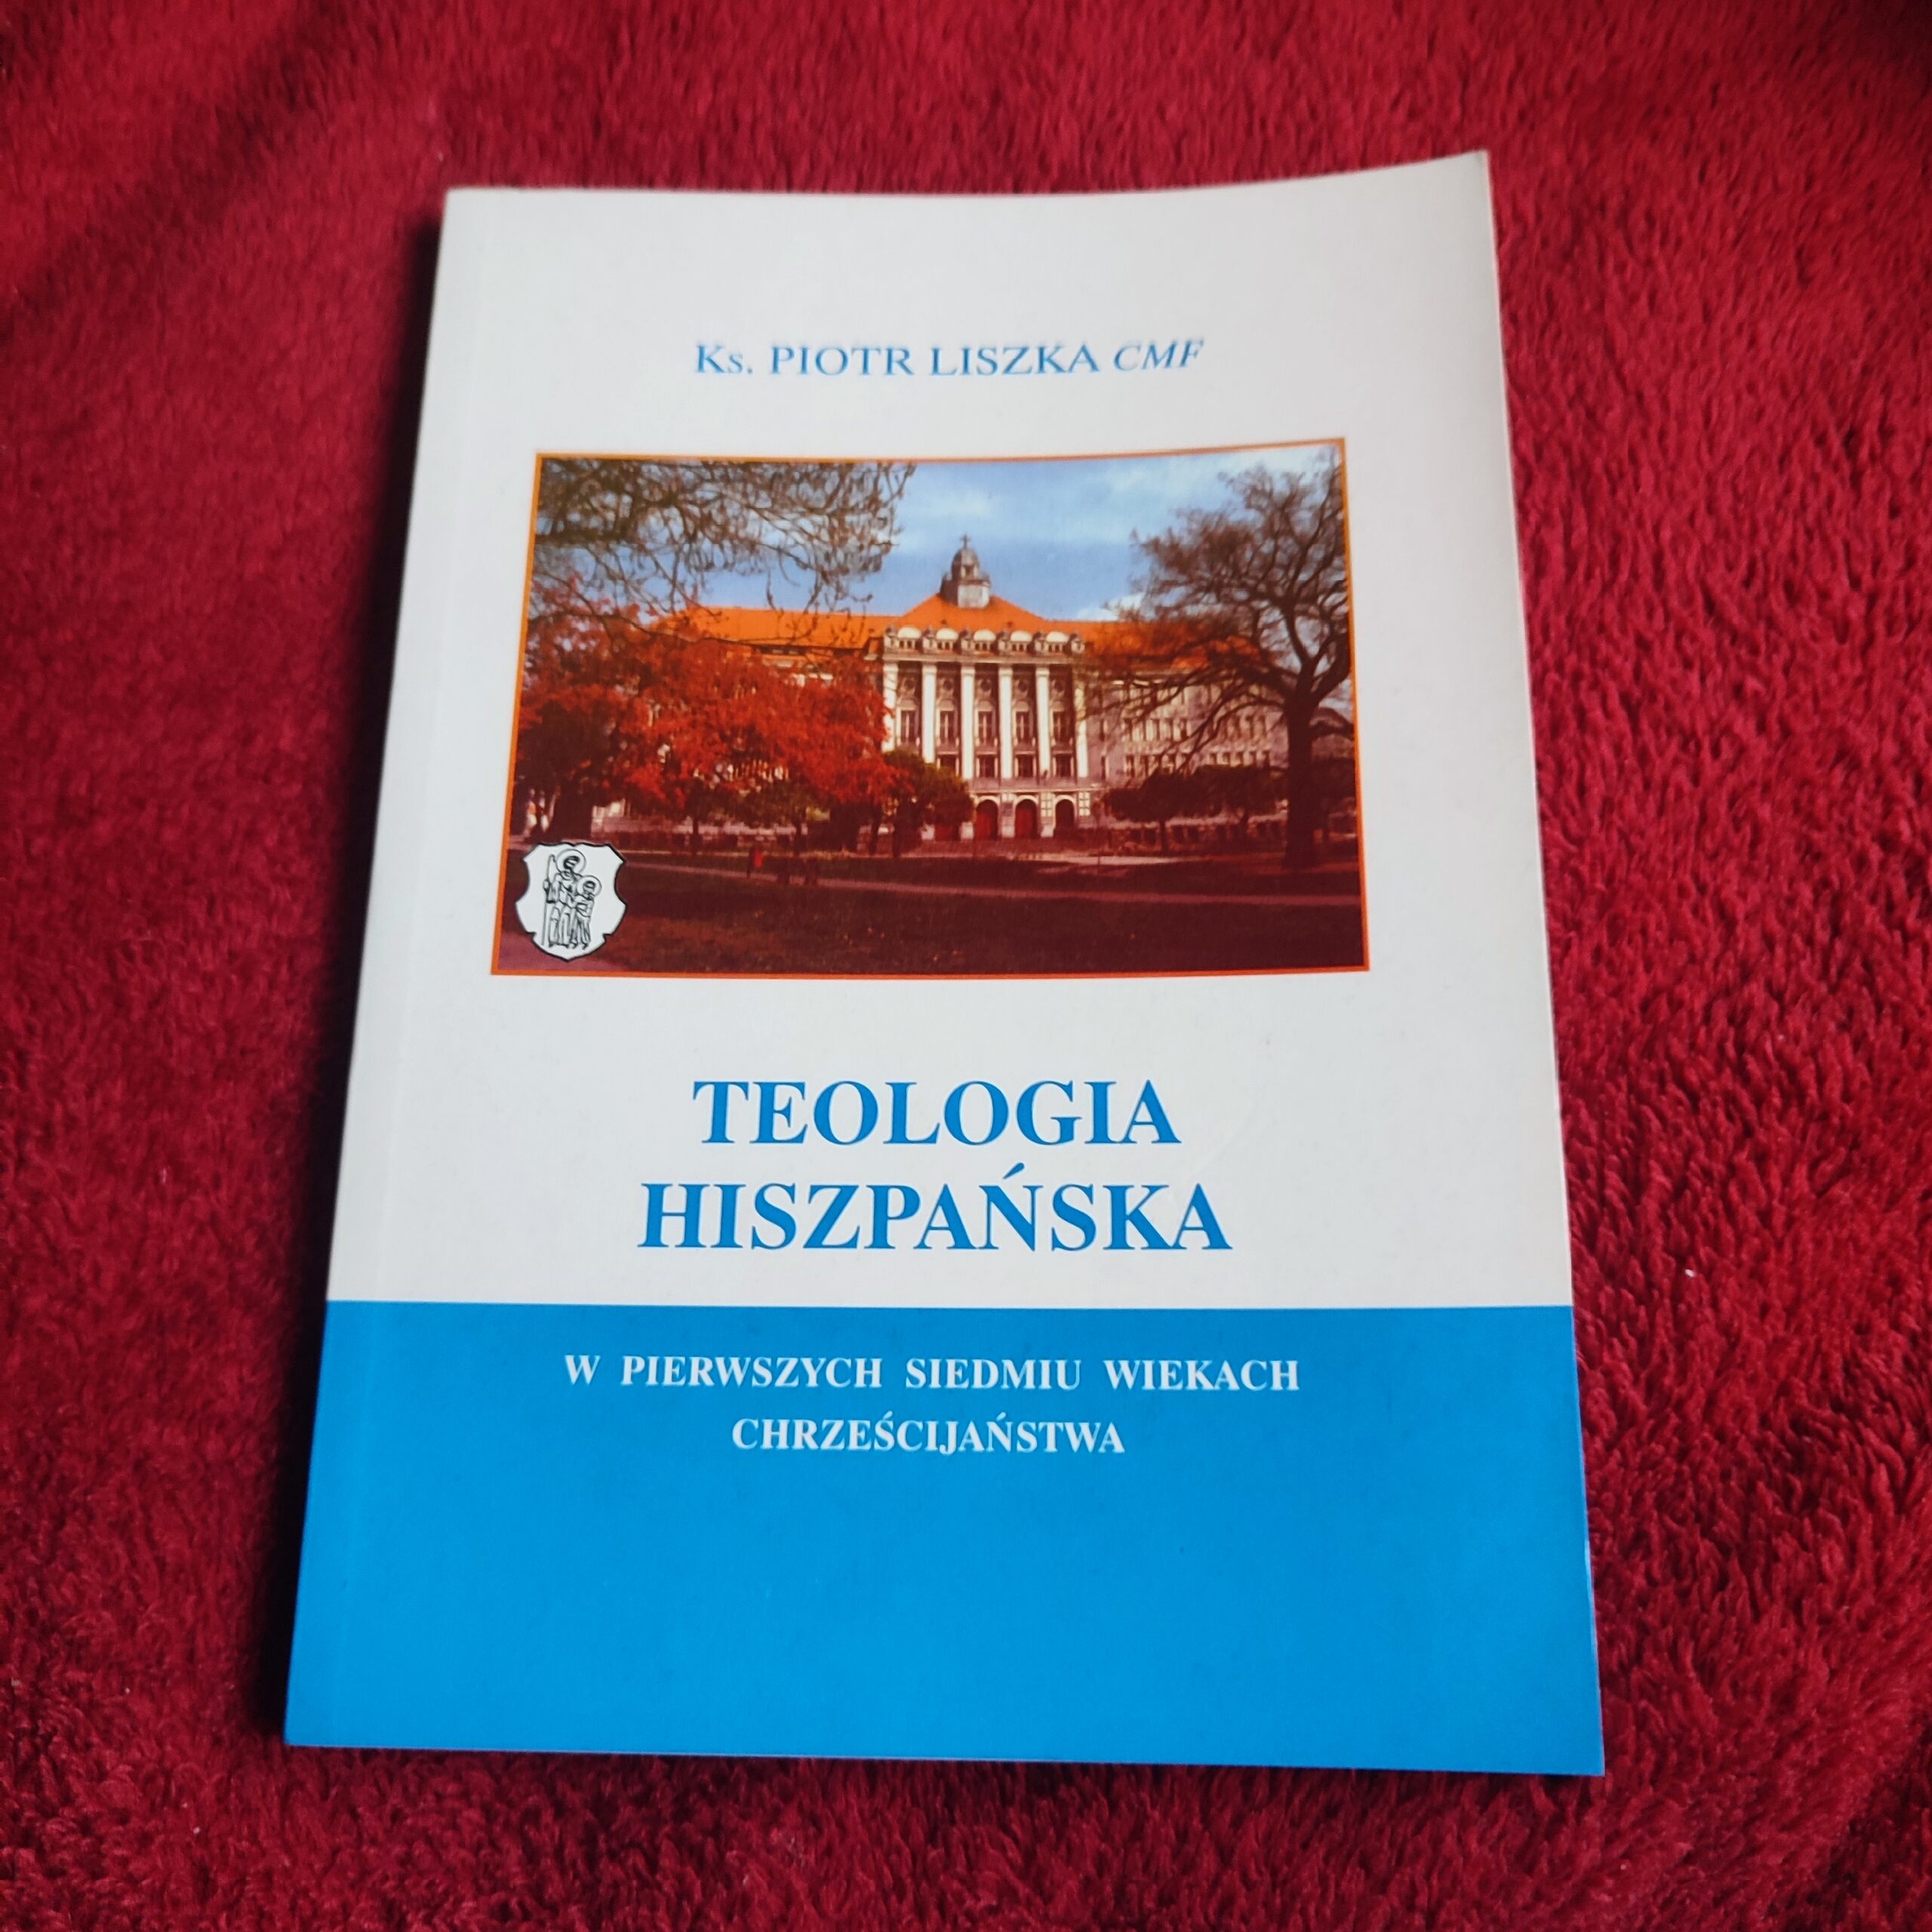 Ks. PIOTR LISZKA CMF
TEOLOGIA
HISZPAŃSKA
W PIERWSZYCH SIEDMIU WIEKACH
CHRZEŚCIJAŃSTWA